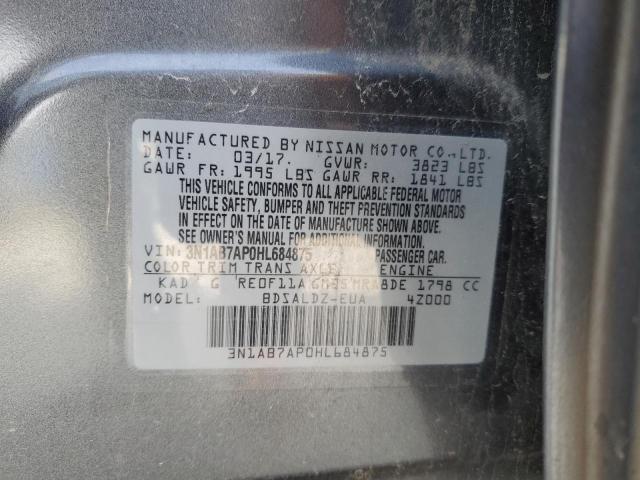 MANUFACTURED BY NISSAN MOTOR CO.,LTD.
DATE: 03/17. GVWR: 3823 LBS
GAWR FR: 1995 LBS GAWR RR: 1841 LBS
THIS VEHICLE CONFORMS TO ALL APPLICABLE FEDERAL MOTOR
VEHICLE SAFETY, BUMPER AND THEFT PREVENTION STANDARDS
IN EFFECT ON THE DATE OF MANUFACTURE SHOWN ABOVE.
SEE OWNER'S MANUAL OR
VIN: 3N1AB7AP0HL684875 PASSENGER CAR.
COLOR TRIM TRANS AXLE ENGINE
KAD G RE0F11A MRA8DE 1798 CC
MODEL: BDSALDZ-EUA 4Z000
3N1AB7AP0HL684875